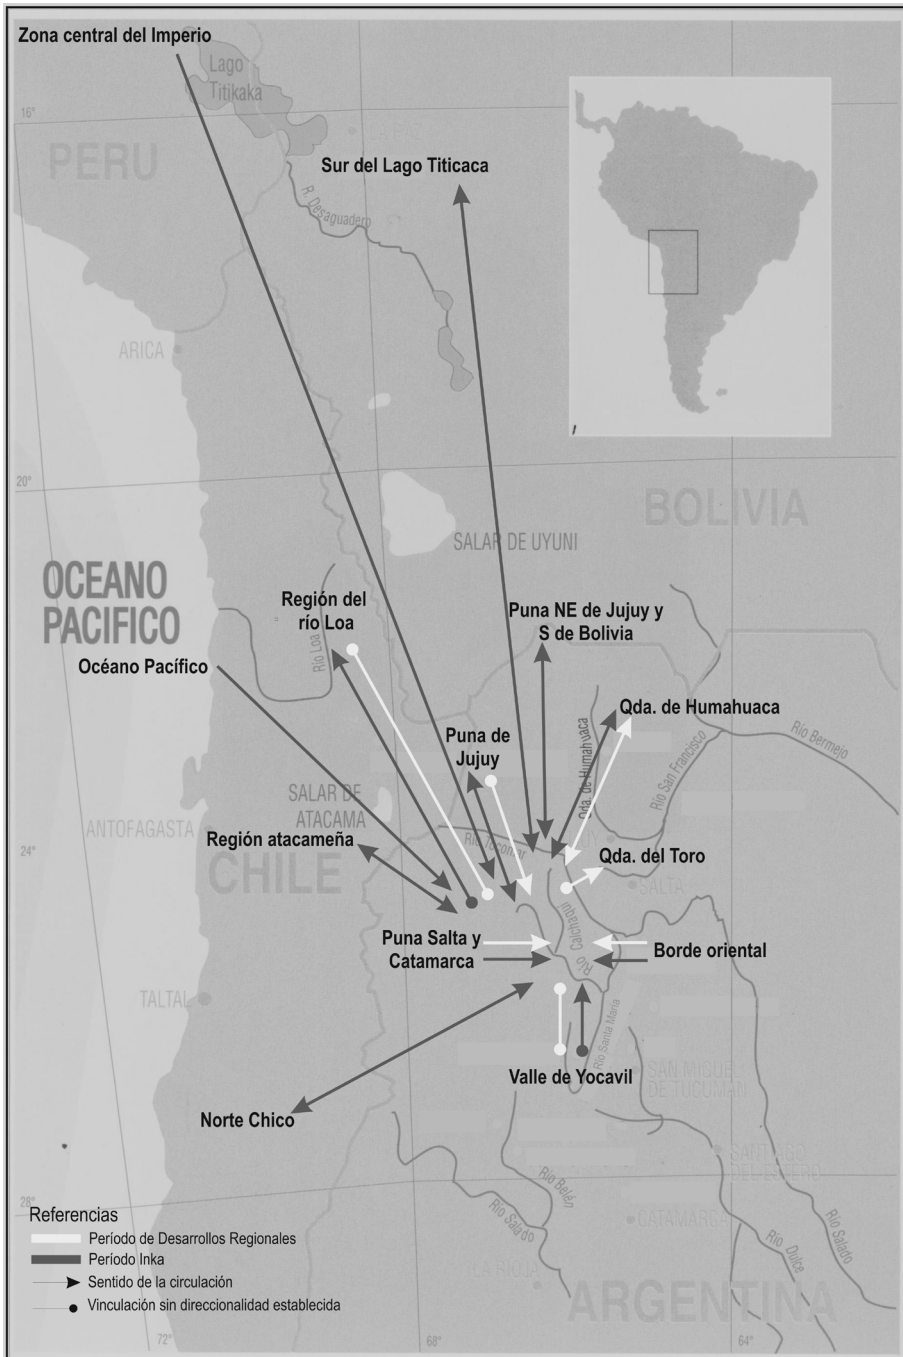 Zona central del Imperio
Lago
Titikaka
16°
LA PAZ
PERU
Sur del Lago Titicaca
R. Desaguadero
ARICA
20°
BOLIVIA
SALAR DE UYUNI
OCEANO
PACIFICO
Región del
río Loa
Río Loa
Puna NE de Jujuy y
S de Bolivia
Océano Pacífico
Qda. de Humahuaca
Qda. de Humahuaca
Río Bermejo
Río San Francisco
Puna de
Jujuy
SALAR DE
ATACAMA
ANTOFAGASTA
Región atacameña
24°
CHILE
Qda. del Toro
SALTA
Río Calchaquí
Puna Salta y
Catamarca
Borde oriental
TALTAL
Río Santa María
Valle de Yocavil
SAN MIGUEL
DE TUCUMAN
Norte Chico
SANTIAGO
DEL ESTERO
Río Belén
Río Salado
CATAMARCA
Río Dulce
Río Salado
28°
LA RIOJA
ARGENTINA
Referencias
Período de Desarrollos Regionales
Período Inka
Sentido de la circulación
Vinculación sin direccionalidad establecida
72°
68°
64°